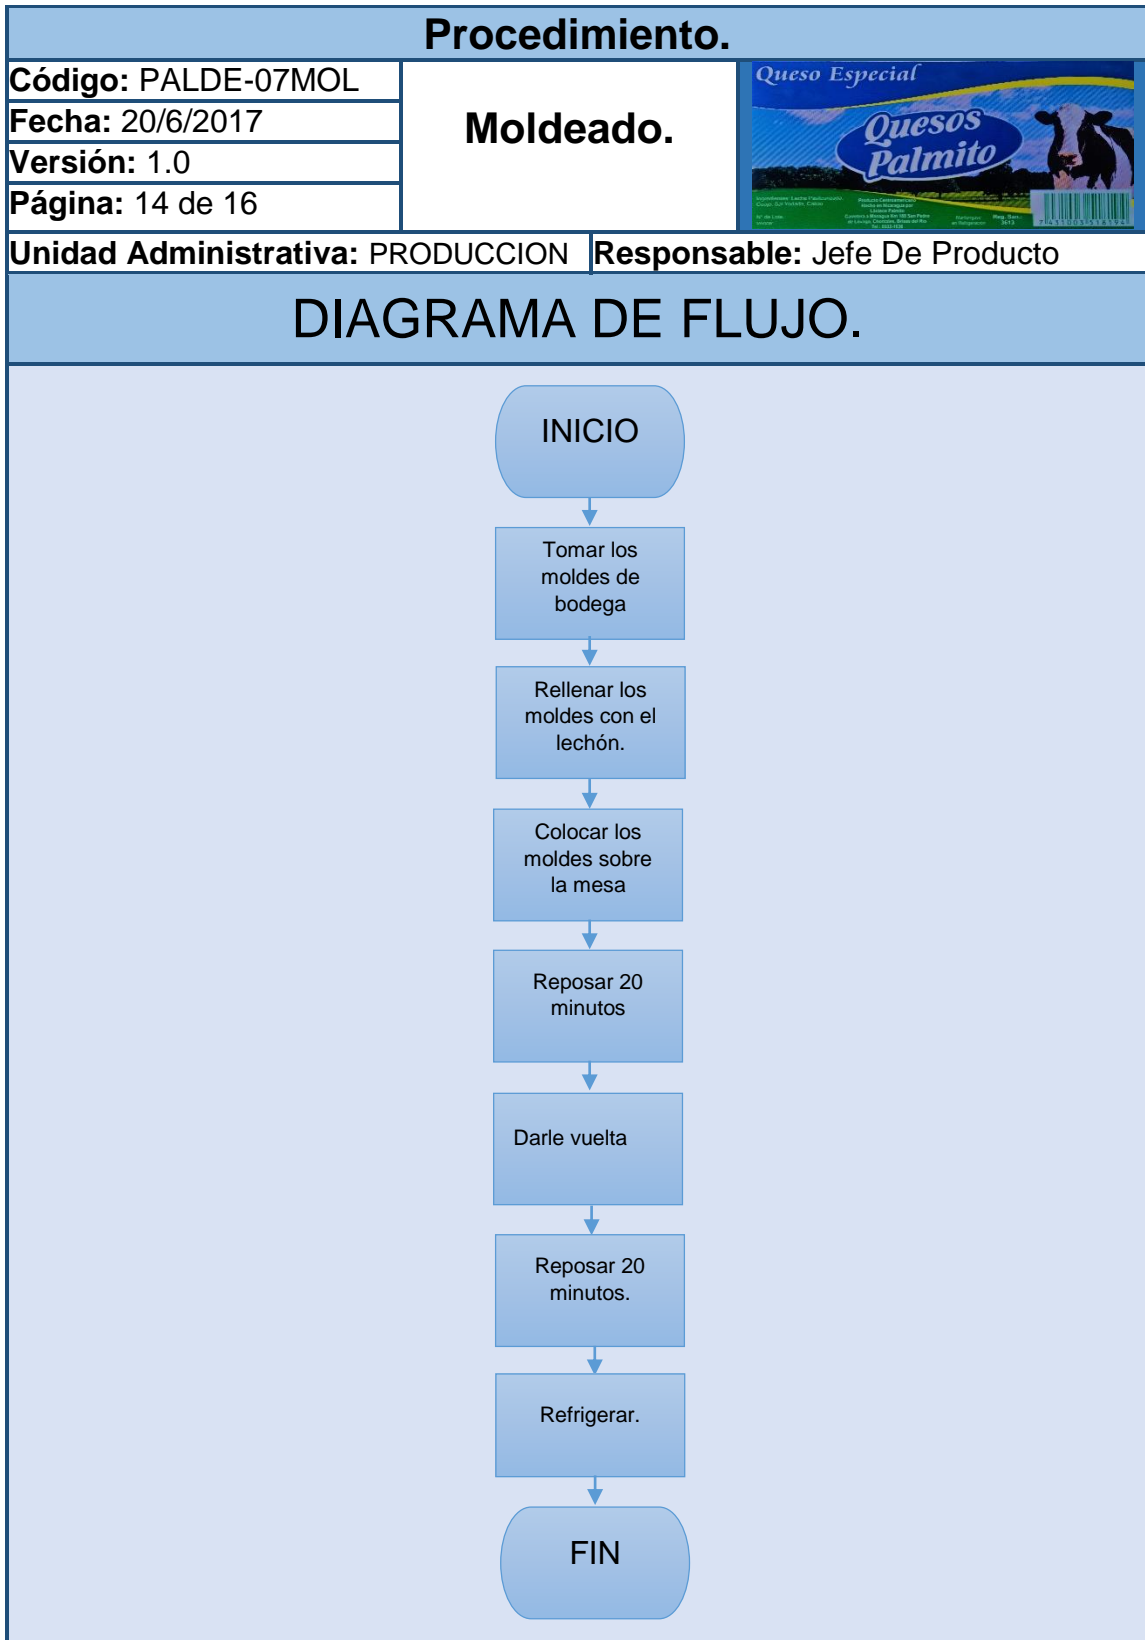 Procedimiento.
Código: PALDE-07MOL
Fecha: 20/6/2017
Versión: 1.0
Página: 14 de 16
Moldeado.
Queso Especial
Quesos
Palmito
Unidad Administrativa: PRODUCCION
Responsable: Jefe De Producto
DIAGRAMA DE FLUJO.
INICIO
Tomar los
moldes de
bodega
Rellenar los
moldes con el
lechón.
Colocar los
moldes sobre
la mesa
Reposar 20
minutos
Darle vuelta
Reposar 20
minutos.
Refrigerar.
FIN